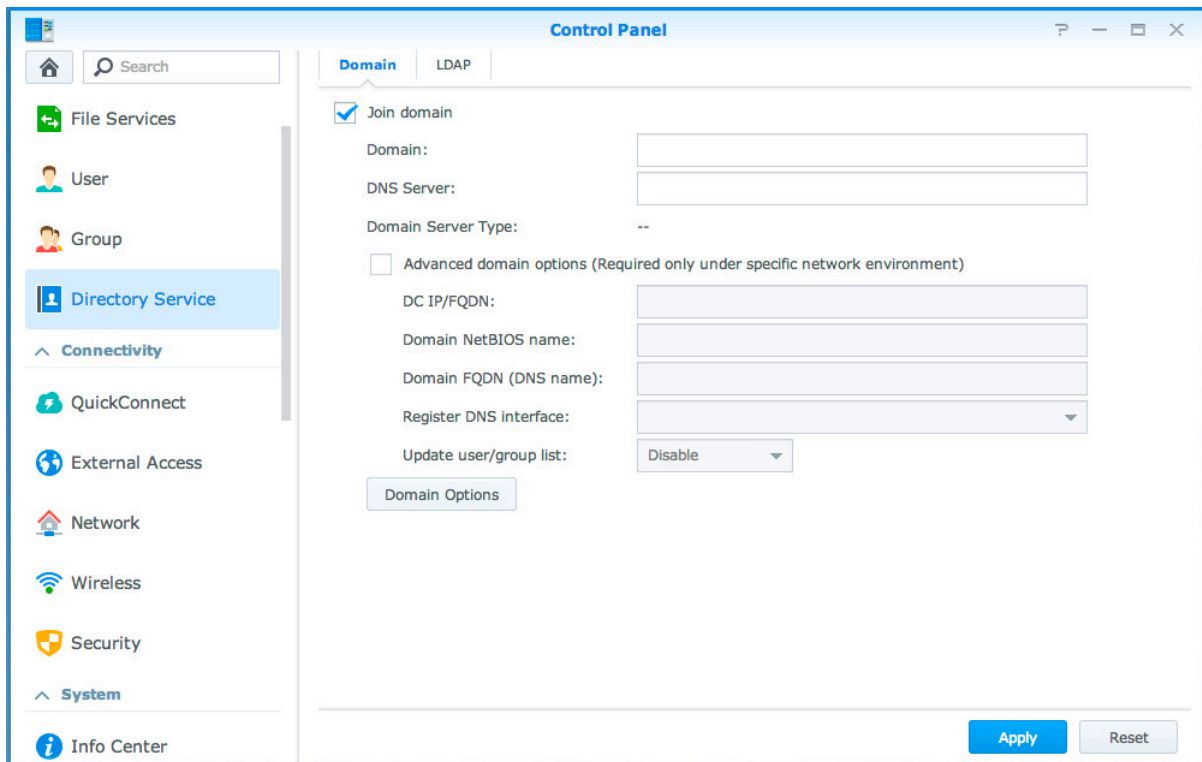 Control Panel
Search
File Services
User
Group
Directory Service
Connectivity
QuickConnect
External Access
Network
Wireless
Security
System
Info Center
Domain LDAP
Join domain
Domain:
DNS Server:
Domain Server Type: --
Advanced domain options (Required only under specific network environment)
DC IP/FQDN:
Domain NetBIOS name:
Domain FQDN (DNS name):
Register DNS interface:
Update user/group list: Disable
Domain Options
Apply Reset